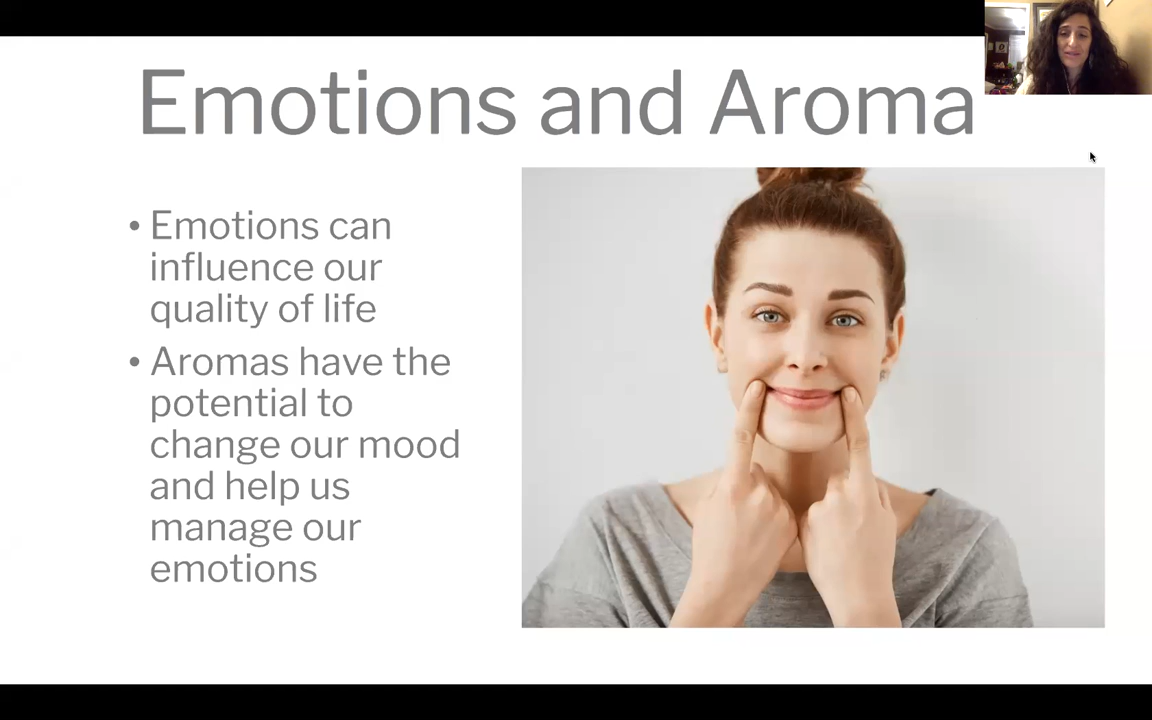 Emotions and Aroma
• Emotions can
influence our
quality of life
• Aromas have the
potential to
change our mood
and help us
manage our
emotions